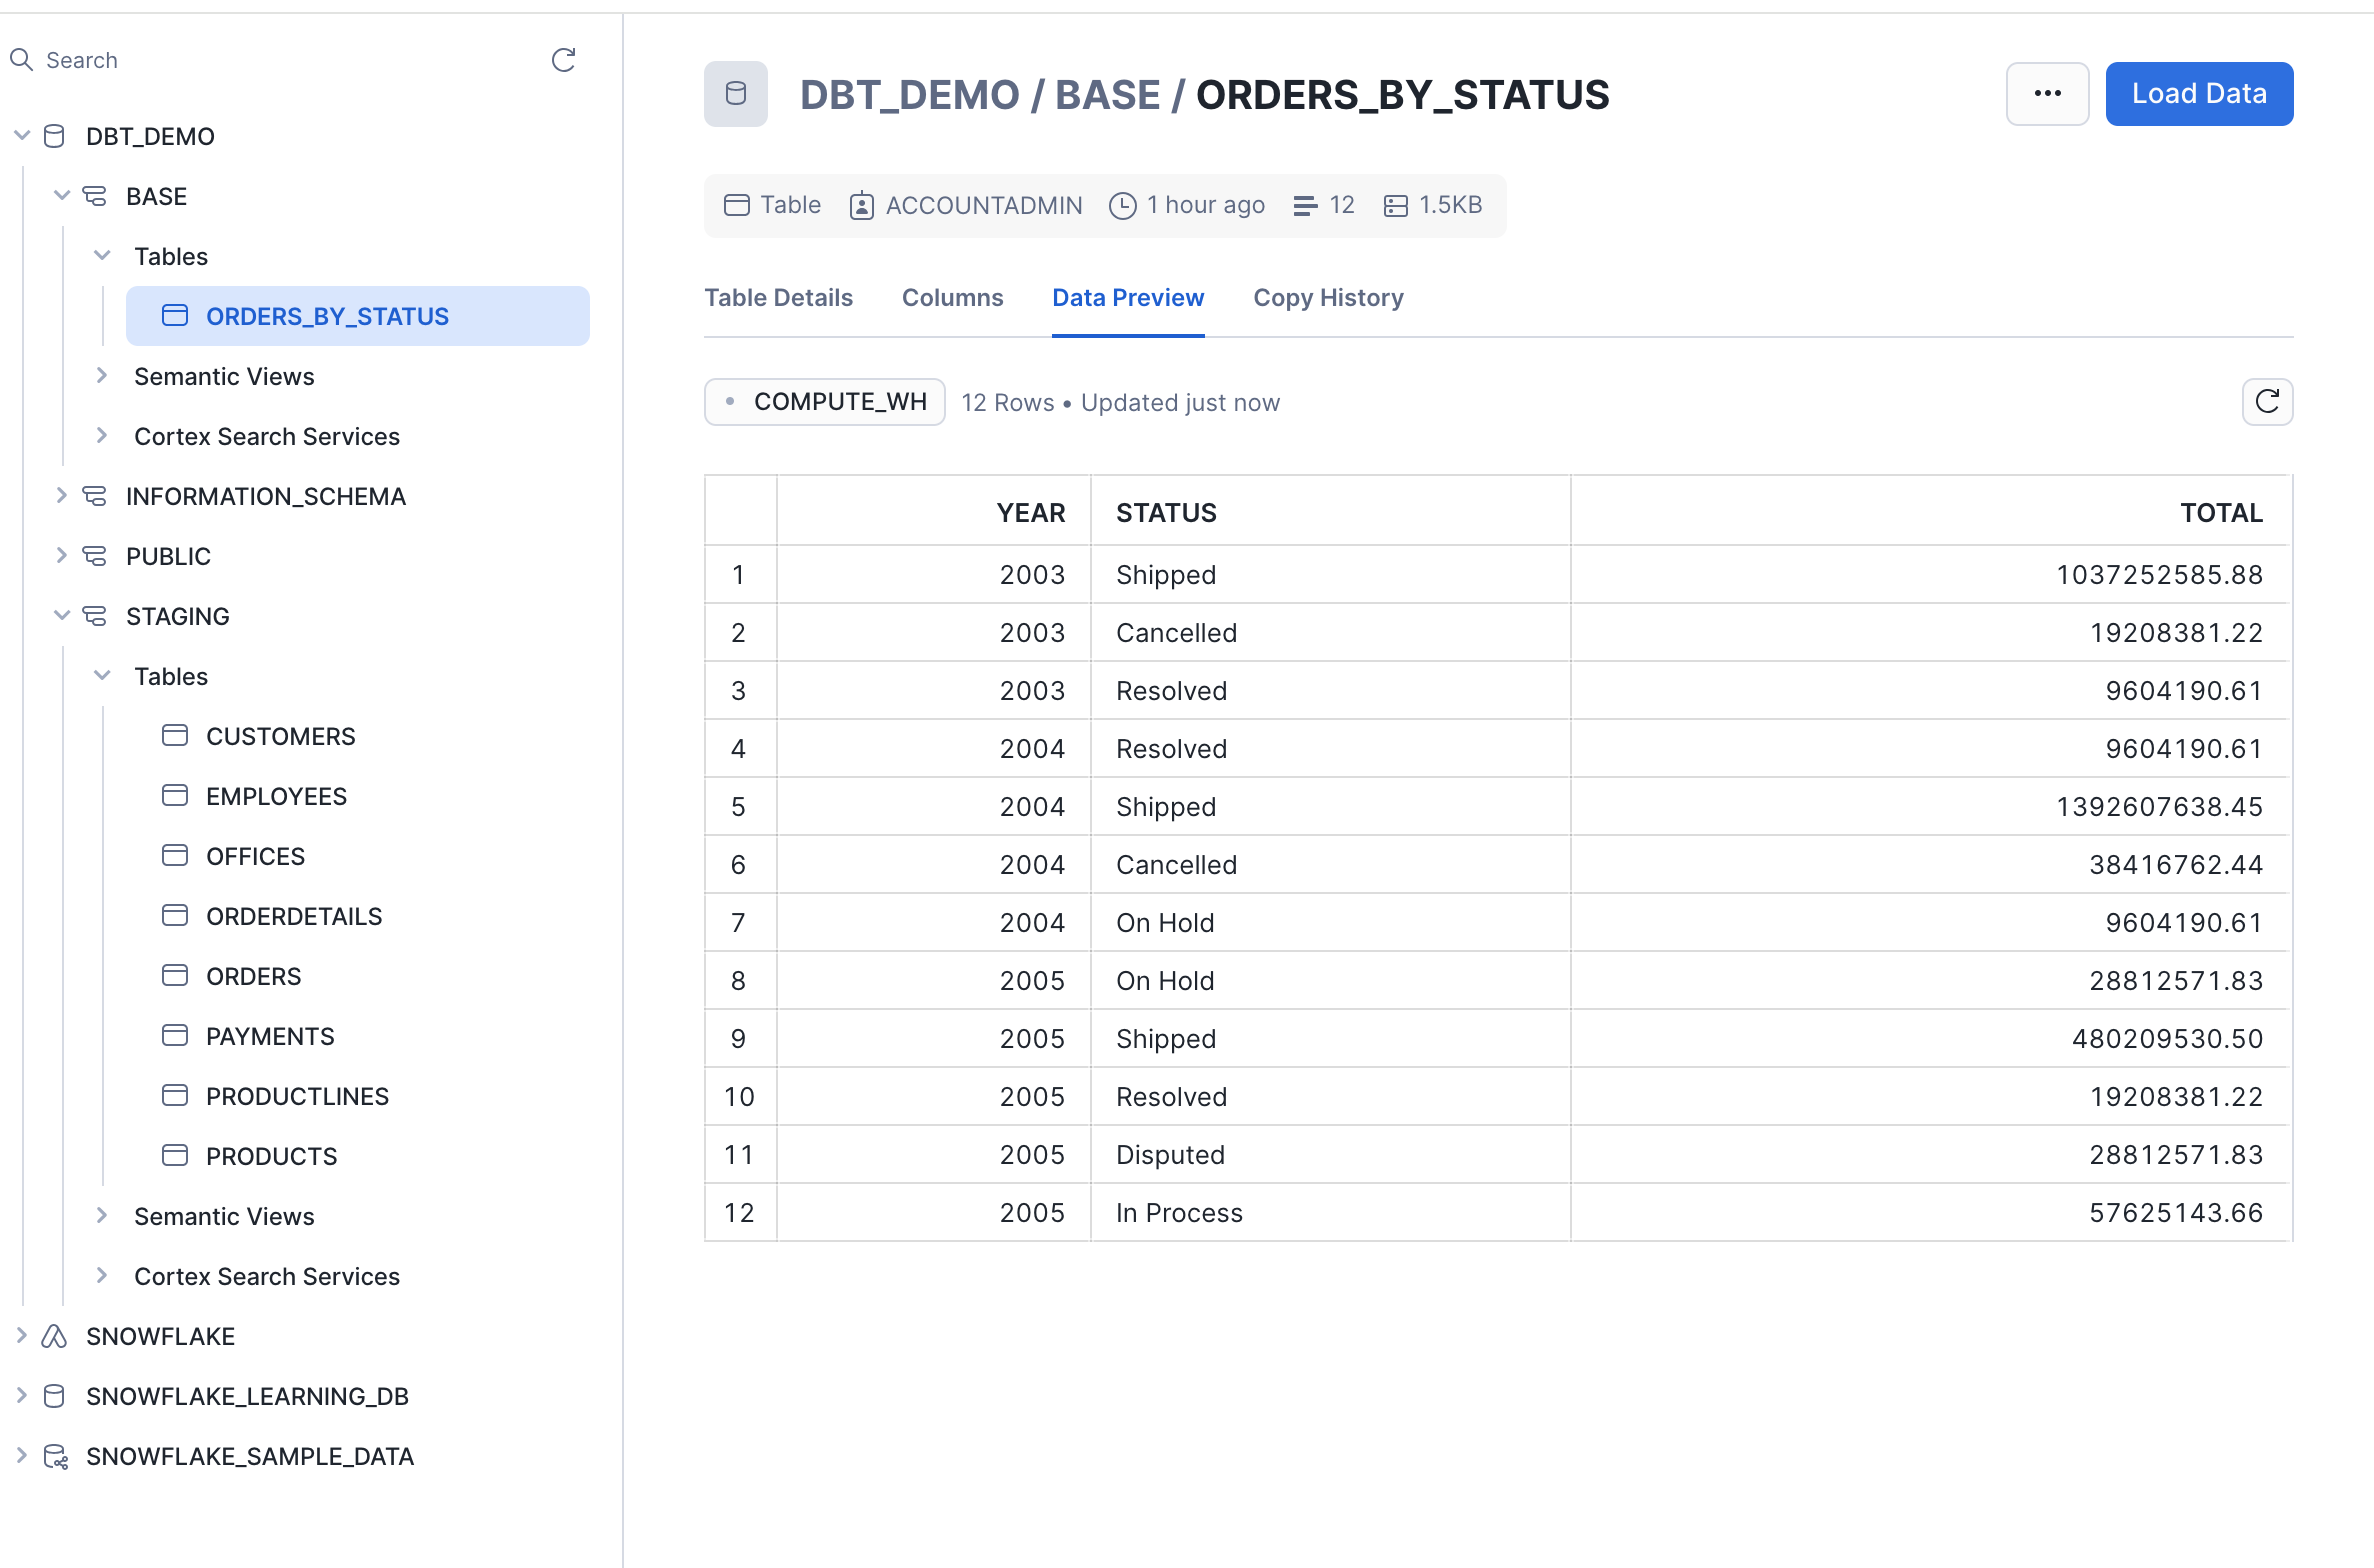 Search
DBT_DEMO
BASE
Tables
ORDERS_BY_STATUS
Semantic Views
Cortex Search Services
INFORMATION_SCHEMA
PUBLIC
STAGING
Tables
CUSTOMERS
EMPLOYEES
OFFICES
ORDERDETAILS
ORDERS
PAYMENTS
PRODUCTLINES
PRODUCTS
Semantic Views
Cortex Search Services
SNOWFLAKE
SNOWFLAKE_LEARNING_DB
SNOWFLAKE_SAMPLE_DATA
DBT_DEMO / BASE / ORDERS_BY_STATUS
Load Data
Table ACCOUNTADMIN 1 hour ago 12 1.5KB
Table Details Columns Data Preview Copy History
COMPUTE_WH 12 Rows • Updated just now
YEAR STATUS TOTAL
1 2003 Shipped 1037252585.88
2 2003 Cancelled 19208381.22
3 2003 Resolved 9604190.61
4 2004 Resolved 9604190.61
5 2004 Shipped 1392607638.45
6 2004 Cancelled 38416762.44
7 2004 On Hold 9604190.61
8 2005 On Hold 28812571.83
9 2005 Shipped 480209530.50
10 2005 Resolved 19208381.22
11 2005 Disputed 28812571.83
12 2005 In Process 57625143.66